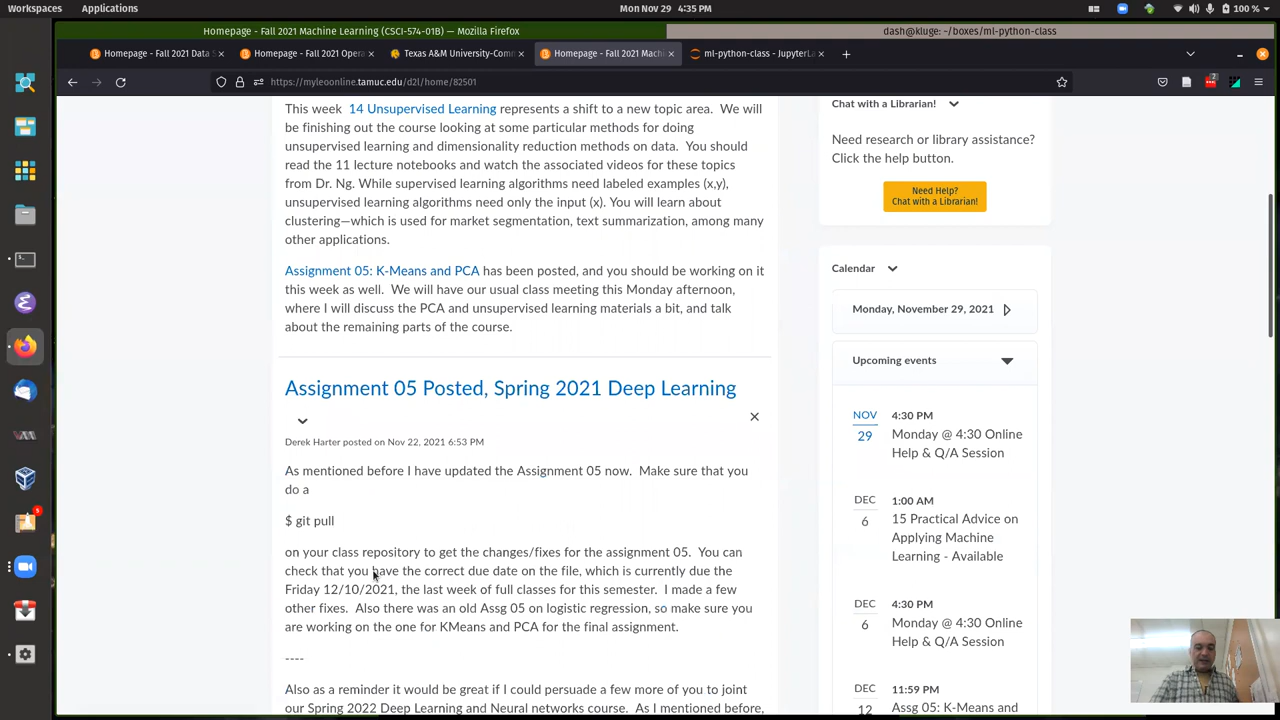 Workspaces Applications Mon Nov 29 4:35 PM 100 %
Homepage - Fall 2021 Machine Learning (CSCI-574-01B) — Mozilla Firefox
dash@kluge: ~/boxes/ml-python-class
Homepage - Fall 2021 Data S
Homepage - Fall 2021 Opera
Texas A&M University-Comm
Homepage - Fall 2021 Machi
ml-python-class - JupyterLa
https://myleoonline.tamuc.edu/d2l/home/82501
This week 14 Unsupervised Learning represents a shift to a new topic area. We will
be finishing out the course looking at some particular methods for doing
unsupervised learning and dimensionality reduction methods on data. You should
read the 11 lecture notebooks and watch the associated videos for these topics
from Dr. Ng. While supervised learning algorithms need labeled examples (x,y),
unsupervised learning algorithms need only the input (x). You will learn about
clustering—which is used for market segmentation, text summarization, among many
other applications.
Assignment 05: K-Means and PCA has been posted, and you should be working on it
this week as well. We will have our usual class meeting this Monday afternoon,
where I will discuss the PCA and unsupervised learning materials a bit, and talk
about the remaining parts of the course.
Assignment 05 Posted, Spring 2021 Deep Learning
Derek Harter posted on Nov 22, 2021 6:53 PM
As mentioned before I have updated the Assignment 05 now. Make sure that you
do a
$ git pull
on your class repository to get the changes/fixes for the assignment 05. You can
check that you have the correct due date on the file, which is currently due the
Friday 12/10/2021, the last week of full classes for this semester. I made a few
other fixes. Also there was an old Assg 05 on logistic regression, so make sure you
are working on the one for KMeans and PCA for the final assignment.
----
Also as a reminder it would be great if I could persuade a few more of you to joint
our Spring 2022 Deep Learning and Neural networks course. As I mentioned before,
Chat with a Librarian!
Need research or library assistance?
Click the help button.
Need Help?
Chat with a Librarian!
Calendar
Monday, November 29, 2021
Upcoming events
NOV
29
4:30 PM
Monday @ 4:30 Online
Help & Q/A Session
DEC
6
1:00 AM
15 Practical Advice on
Applying Machine
Learning - Available
DEC
6
4:30 PM
Monday @ 4:30 Online
Help & Q/A Session
DEC
12
11:59 PM
Assg 05: K-Means and